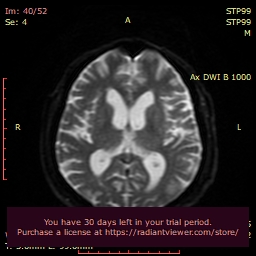 Im: 40/52
Se: 4
A
STP99
STP99
M
Ax DWI B 1000
R
L
You have 30 days left in your trial period.
Purchase a license at https://radiantviewer.com/store/